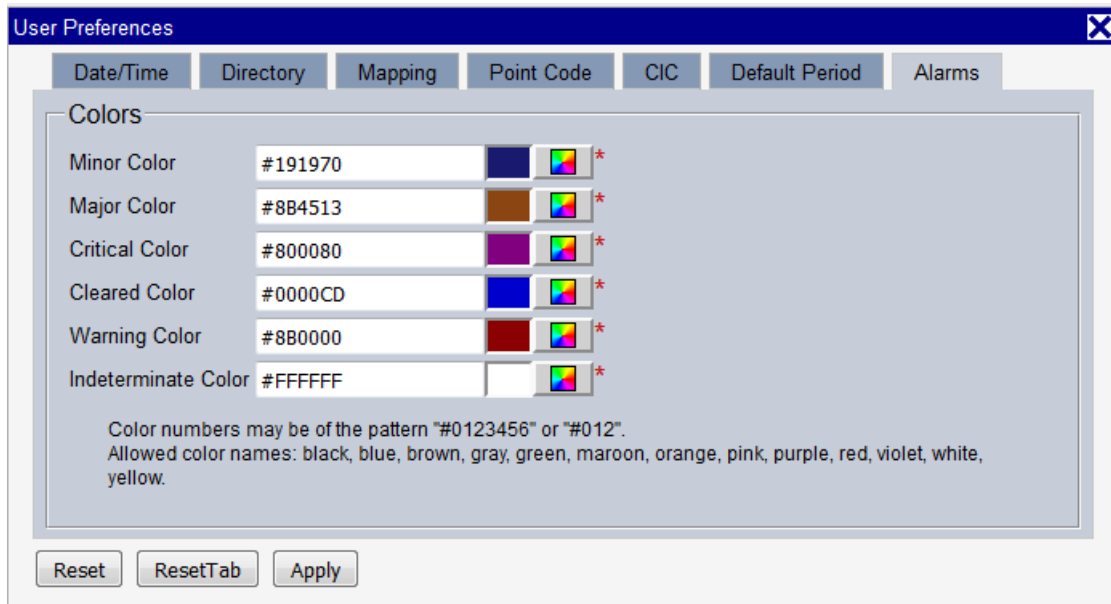 User Preferences
Date/Time Directory Mapping Point Code CIC Default Period Alarms
Colors
Minor Color #191970 *
Major Color #8B4513 *
Critical Color #800080 *
Cleared Color #0000CD *
Warning Color #8B0000 *
Indeterminate Color #FFFFFF *
Color numbers may be of the pattern "#0123456" or "#012".
Allowed color names: black, blue, brown, gray, green, maroon, orange, pink, purple, red, violet, white,
yellow.
Reset ResetTab Apply